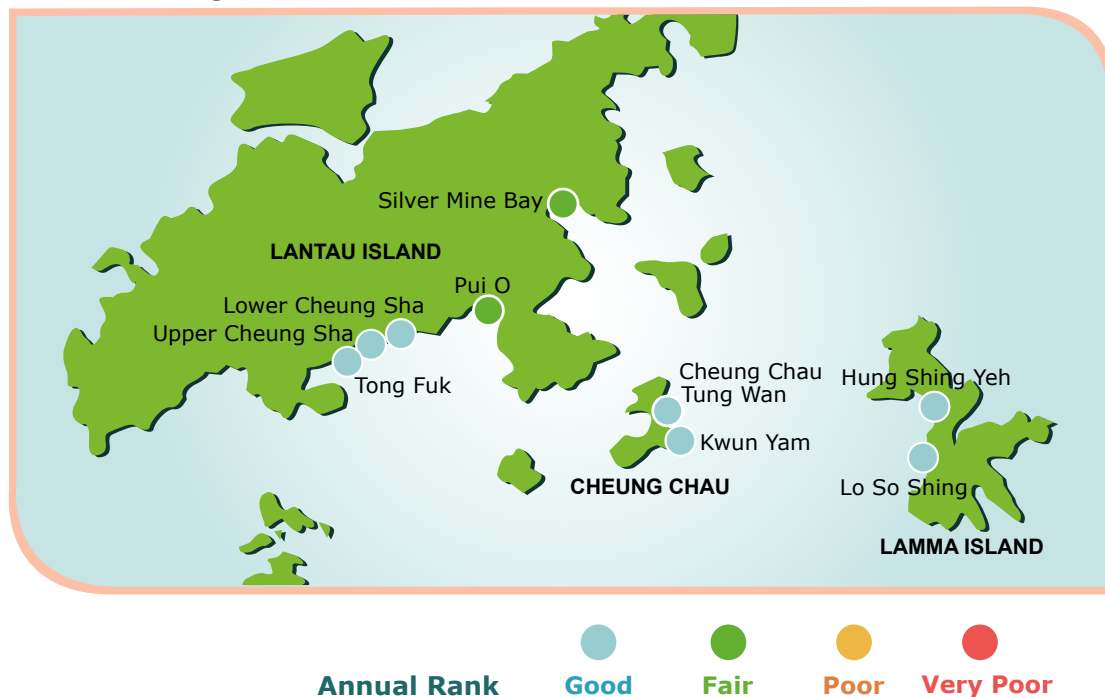 Silver Mine Bay
LANTAU ISLAND
Pui O
Lower Cheung Sha
Upper Cheung Sha
Tong Fuk
Cheung Chau
Tung Wan
Kwun Yam
CHEUNG CHAU
Hung Shing Yeh
Lo So Shing
LAMMA ISLAND
Annual Rank Good Fair Poor Very Poor